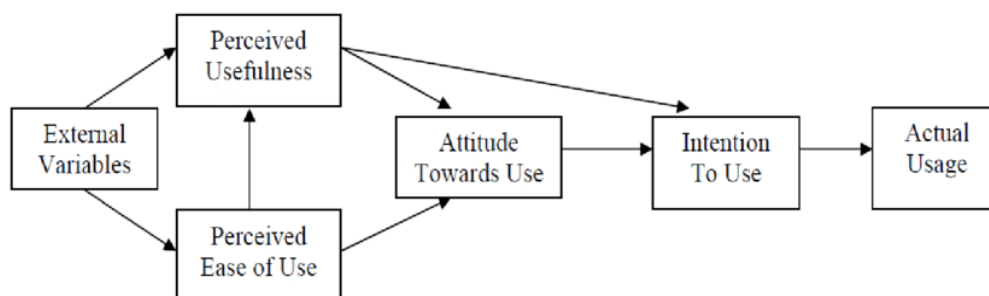 Perceived
Usefulness
External
Variables
Attitude
Towards Use
Intention
To Use
Actual
Usage
Perceived
Ease of Use